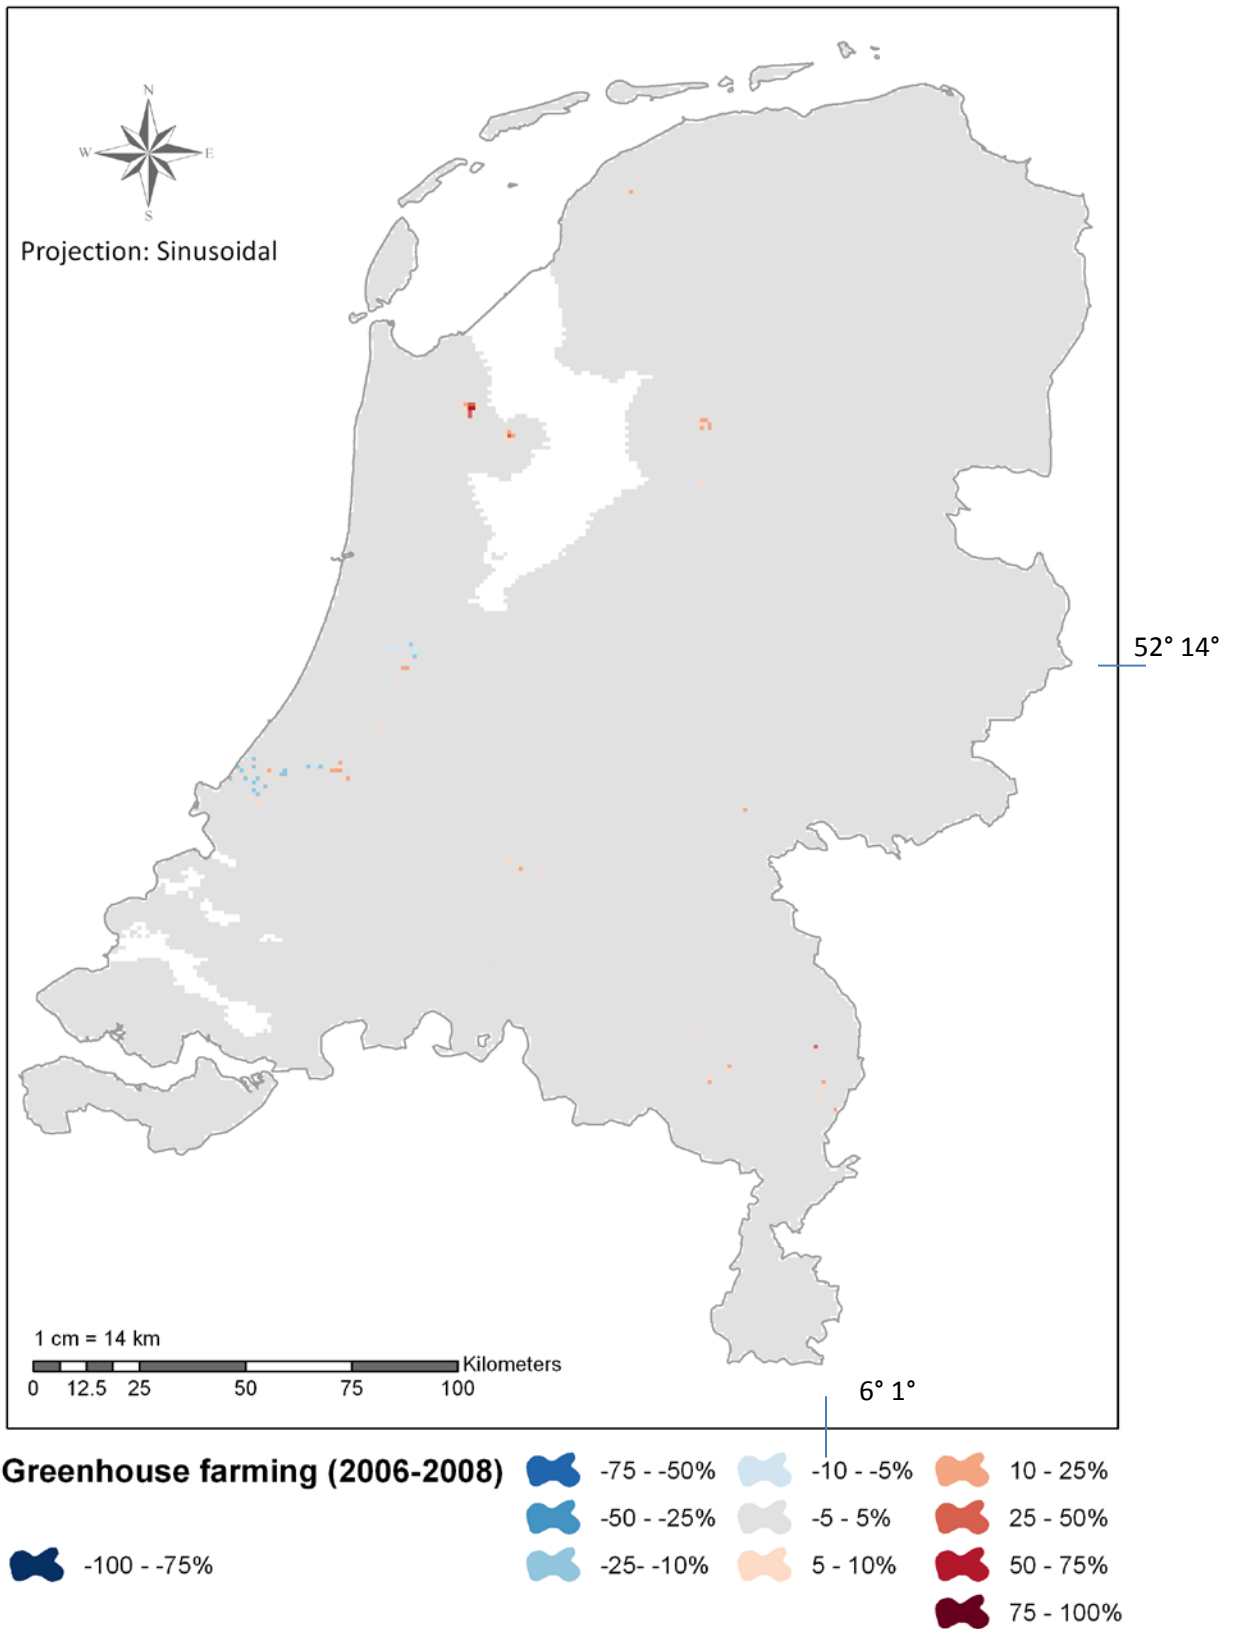 N
W E
S
Projection: Sinusoidal
52° 14°
1 cm = 14 km
Kilometers
0 12.5 25 50 75 100
6° 1°
Greenhouse farming (2006-2008)
-100 - -75%
-75 - -50%
-50 - -25%
-25- -10%
-10 - -5%
-5 - 5%
5 - 10%
10 - 25%
25 - 50%
50 - 75%
75 - 100%